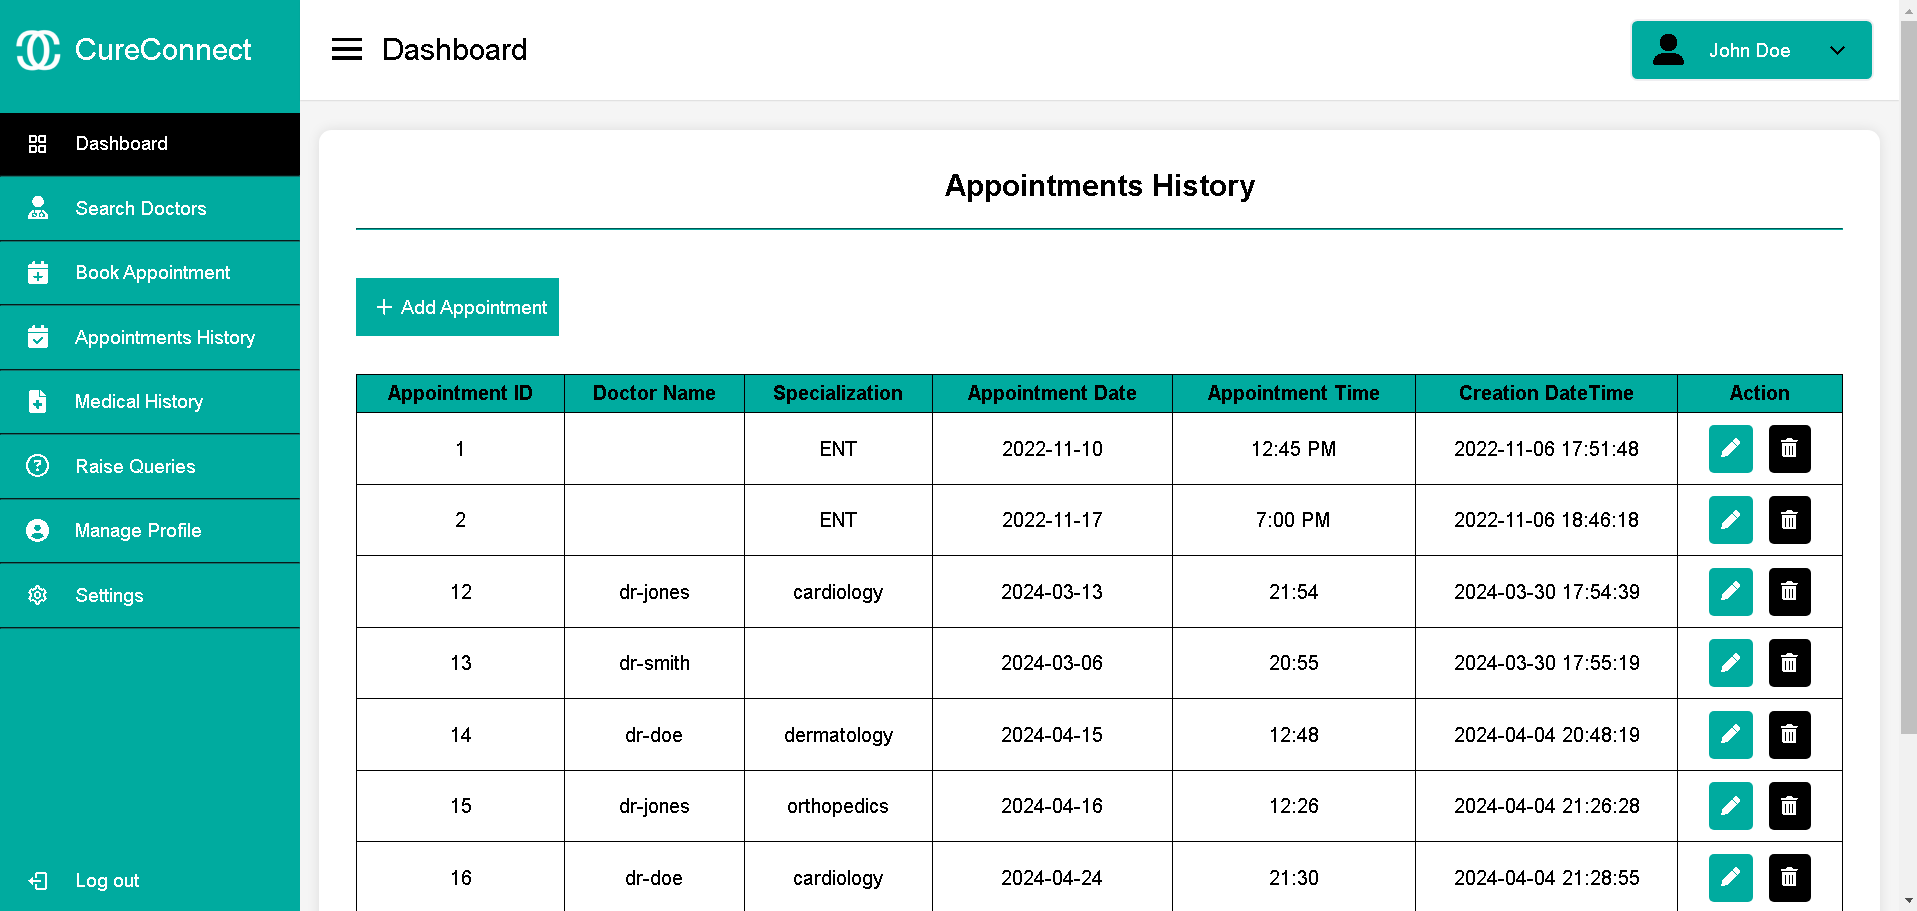 CureConnect
Dashboard
John Doe
Dashboard
Search Doctors
Book Appointment
Appointments History
Medical History
Raise Queries
Manage Profile
Settings
Log out
Appointments History
+ Add Appointment
Appointment ID Doctor Name Specialization Appointment Date Appointment Time Creation DateTime Action
1 ENT 2022-11-10 12:45 PM 2022-11-06 17:51:48
2 ENT 2022-11-17 7:00 PM 2022-11-06 18:46:18
12 dr-jones cardiology 2024-03-13 21:54 2024-03-30 17:54:39
13 dr-smith 2024-03-06 20:55 2024-03-30 17:55:19
14 dr-doe dermatology 2024-04-15 12:48 2024-04-04 20:48:19
15 dr-jones orthopedics 2024-04-16 12:26 2024-04-04 21:26:28
16 dr-doe cardiology 2024-04-24 21:30 2024-04-04 21:28:55